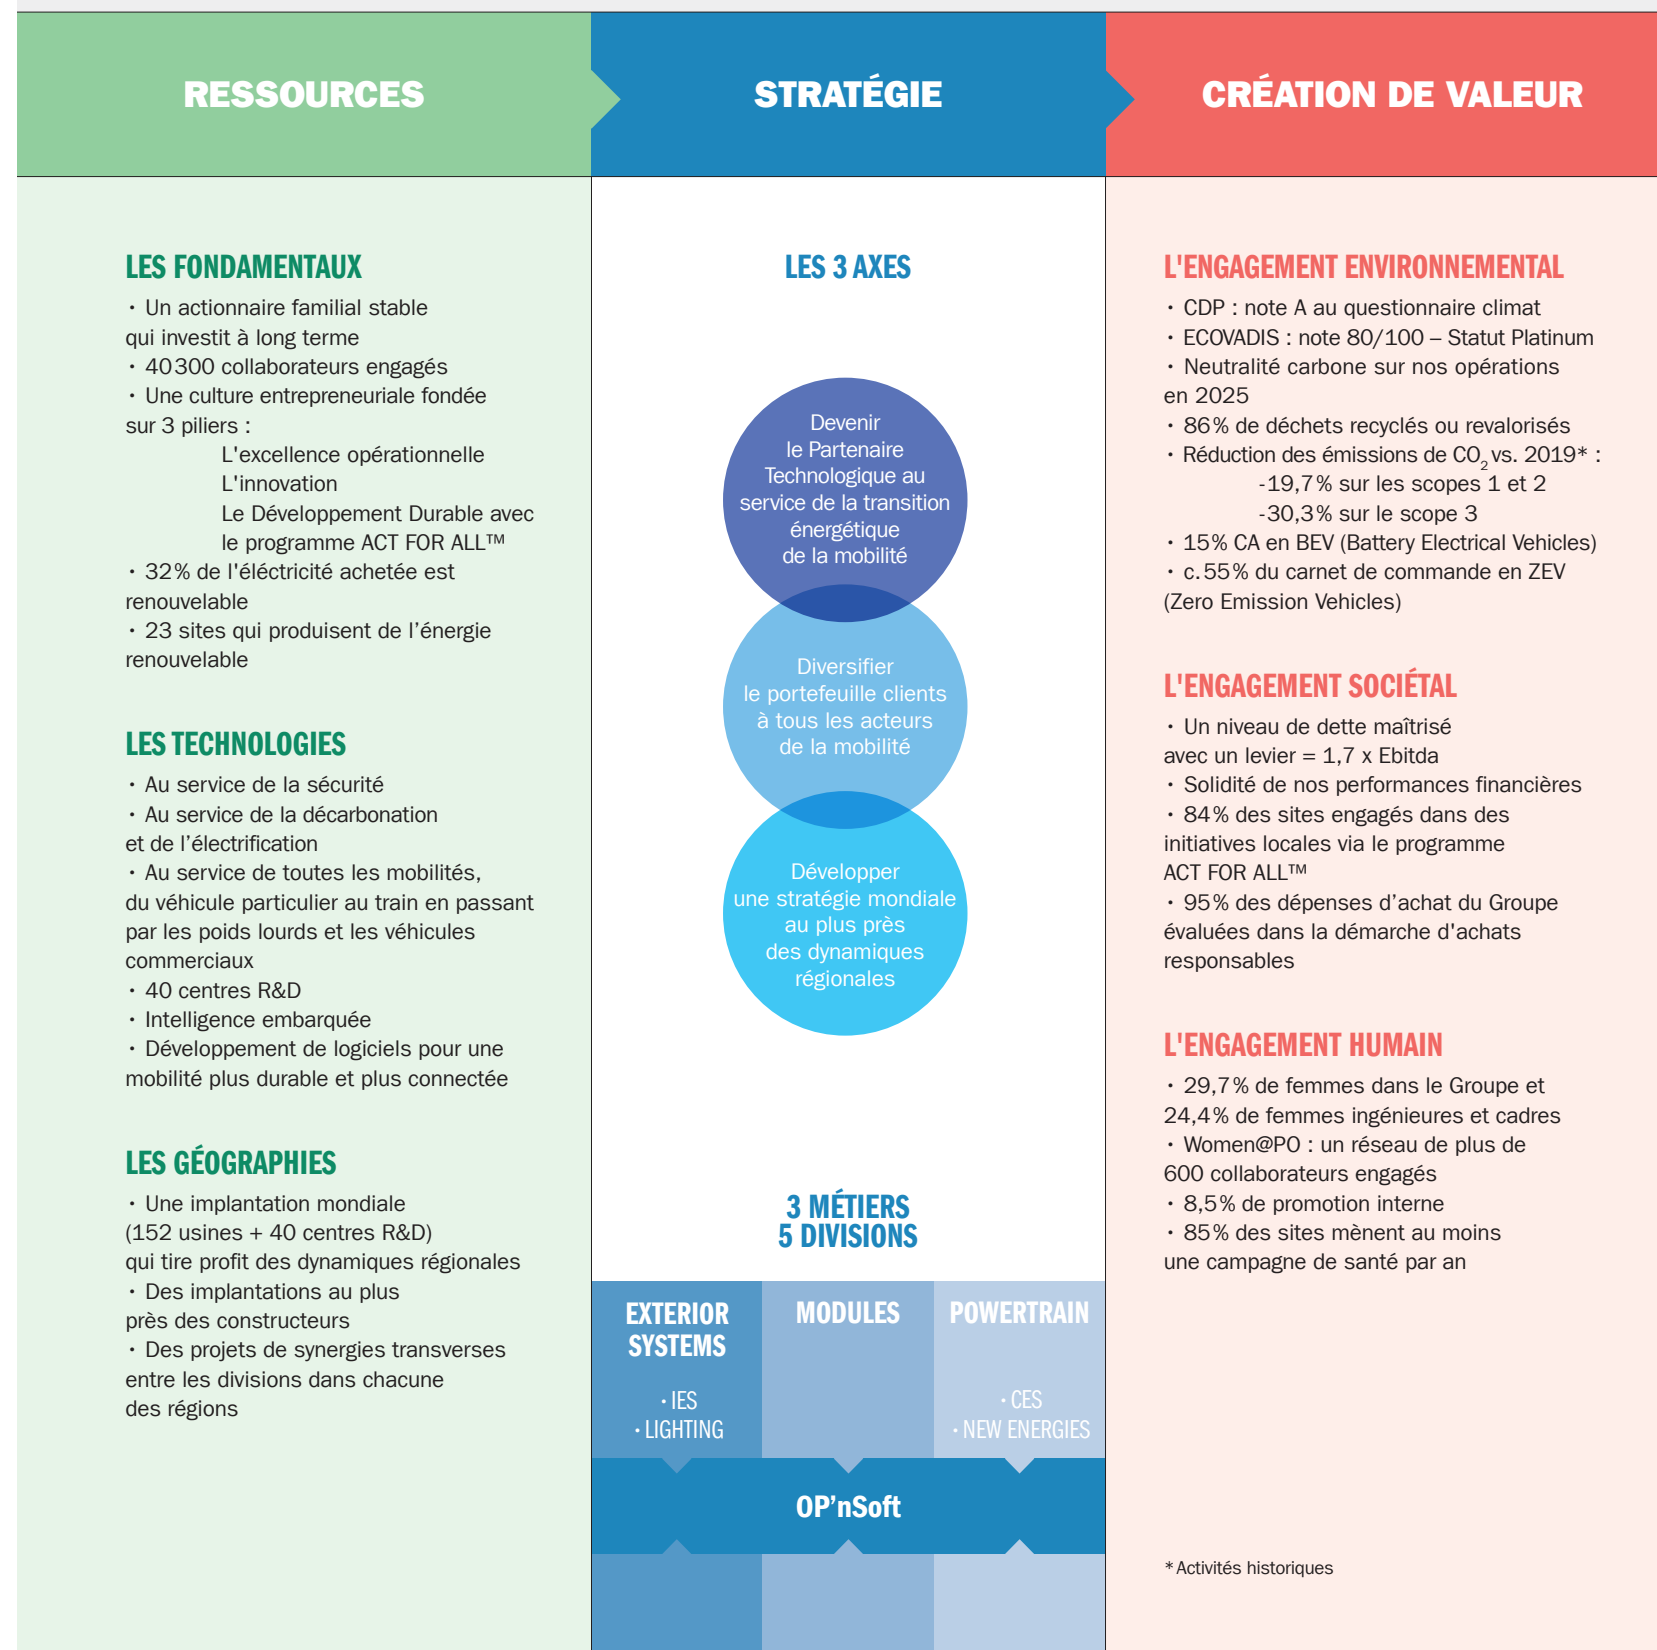 RESSOURCES
STRATÉGIE
CRÉATION DE VALEUR
LES FONDAMENTAUX
• Un actionnaire familial stable
qui investit à long terme
• 40 300 collaborateurs engagés
• Une culture entrepreneuriale fondée
sur 3 piliers :
L'excellence opérationnelle
L'innovation
Le Développement Durable avec
le programme ACT FOR ALL™
• 32 % de l'éléctricité achetée est
renouvelable
• 23 sites qui produisent de l’énergie
renouvelable
LES TECHNOLOGIES
• Au service de la sécurité
• Au service de la décarbonation
et de l’électrification
• Au service de toutes les mobilités,
du véhicule particulier au train en passant
par les poids lourds et les véhicules
commerciaux
• 40 centres R&D
• Intelligence embarquée
• Développement de logiciels pour une
mobilité plus durable et plus connectée
LES GÉOGRAPHIES
• Une implantation mondiale
(152 usines + 40 centres R&D)
qui tire profit des dynamiques régionales
• Des implantations au plus
près des constructeurs
• Des projets de synergies transverses
entre les divisions dans chacune
des régions
LES 3 AXES
Devenir
le Partenaire
Technologique au
service de la transition
énergétique
de la mobilité
Diversifier
le portefeuille clients
à tous les acteurs
de la mobilité
Développer
une stratégie mondiale
au plus près
des dynamiques
régionales
3 MÉTIERS
5 DIVISIONS
EXTERIOR
SYSTEMS
• IES
• LIGHTING
MODULES
POWERTRAIN
• CES
• NEW ENERGIES
OP’nSoft
L'ENGAGEMENT ENVIRONNEMENTAL
• CDP : note A au questionnaire climat
• ECOVADIS : note 80/100 – Statut Platinum
• Neutralité carbone sur nos opérations
en 2025
• 86 % de déchets recyclés ou revalorisés
• Réduction des émissions de CO₂ vs. 2019* :
-19,7 % sur les scopes 1 et 2
-30,3 % sur le scope 3
• 15 % CA en BEV (Battery Electrical Vehicles)
• c. 55 % du carnet de commande en ZEV
(Zero Emission Vehicles)
L'ENGAGEMENT SOCIÉTAL
• Un niveau de dette maîtrisé
avec un levier = 1,7 x Ebitda
• Solidité de nos performances financières
• 84 % des sites engagés dans des
initiatives locales via le programme
ACT FOR ALL™
• 95 % des dépenses d’achat du Groupe
évaluées dans la démarche d'achats
responsables
L'ENGAGEMENT HUMAIN
• 29,7 % de femmes dans le Groupe et
24,4 % de femmes ingénieures et cadres
• Women@PO : un réseau de plus de
600 collaborateurs engagés
• 8,5 % de promotion interne
• 85 % des sites mènent au moins
une campagne de santé par an
* Activités historiques